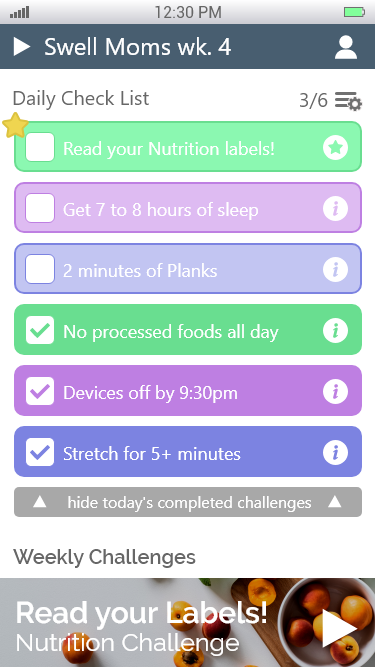 12:30 PM
Swell Moms wk. 4
Daily Check List
3/6
Read your Nutrition labels!
Get 7 to 8 hours of sleep
i
2 minutes of Planks
i
No processed foods all day
i
Devices off by 9:30pm
i
Stretch for 5+ minutes
i
hide today's completed challenges
Weekly Challenges
Read your Labels!
Nutrition Challenge